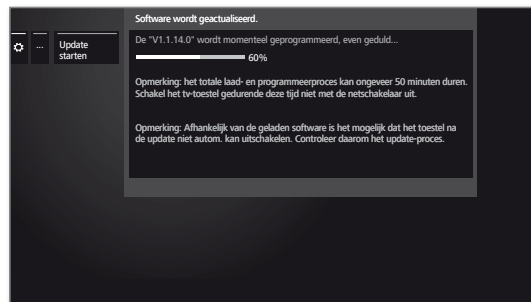 Software wordt geactualiseerd.
...
Update
starten
De "V1.1.14.0" wordt momenteel geprogrammeerd, even geduld...
60%
Opmerking: het totale laad- en programmeerproces kan ongeveer 50 minuten duren.
Schakel het tv-toestel gedurende deze tijd niet met de netschakelaar uit.
Opmerking: Afhankelijk van de geladen software is het mogelijk dat het toestel na
de update niet autom. kan uitschakelen. Controleer daarom het update-proces.